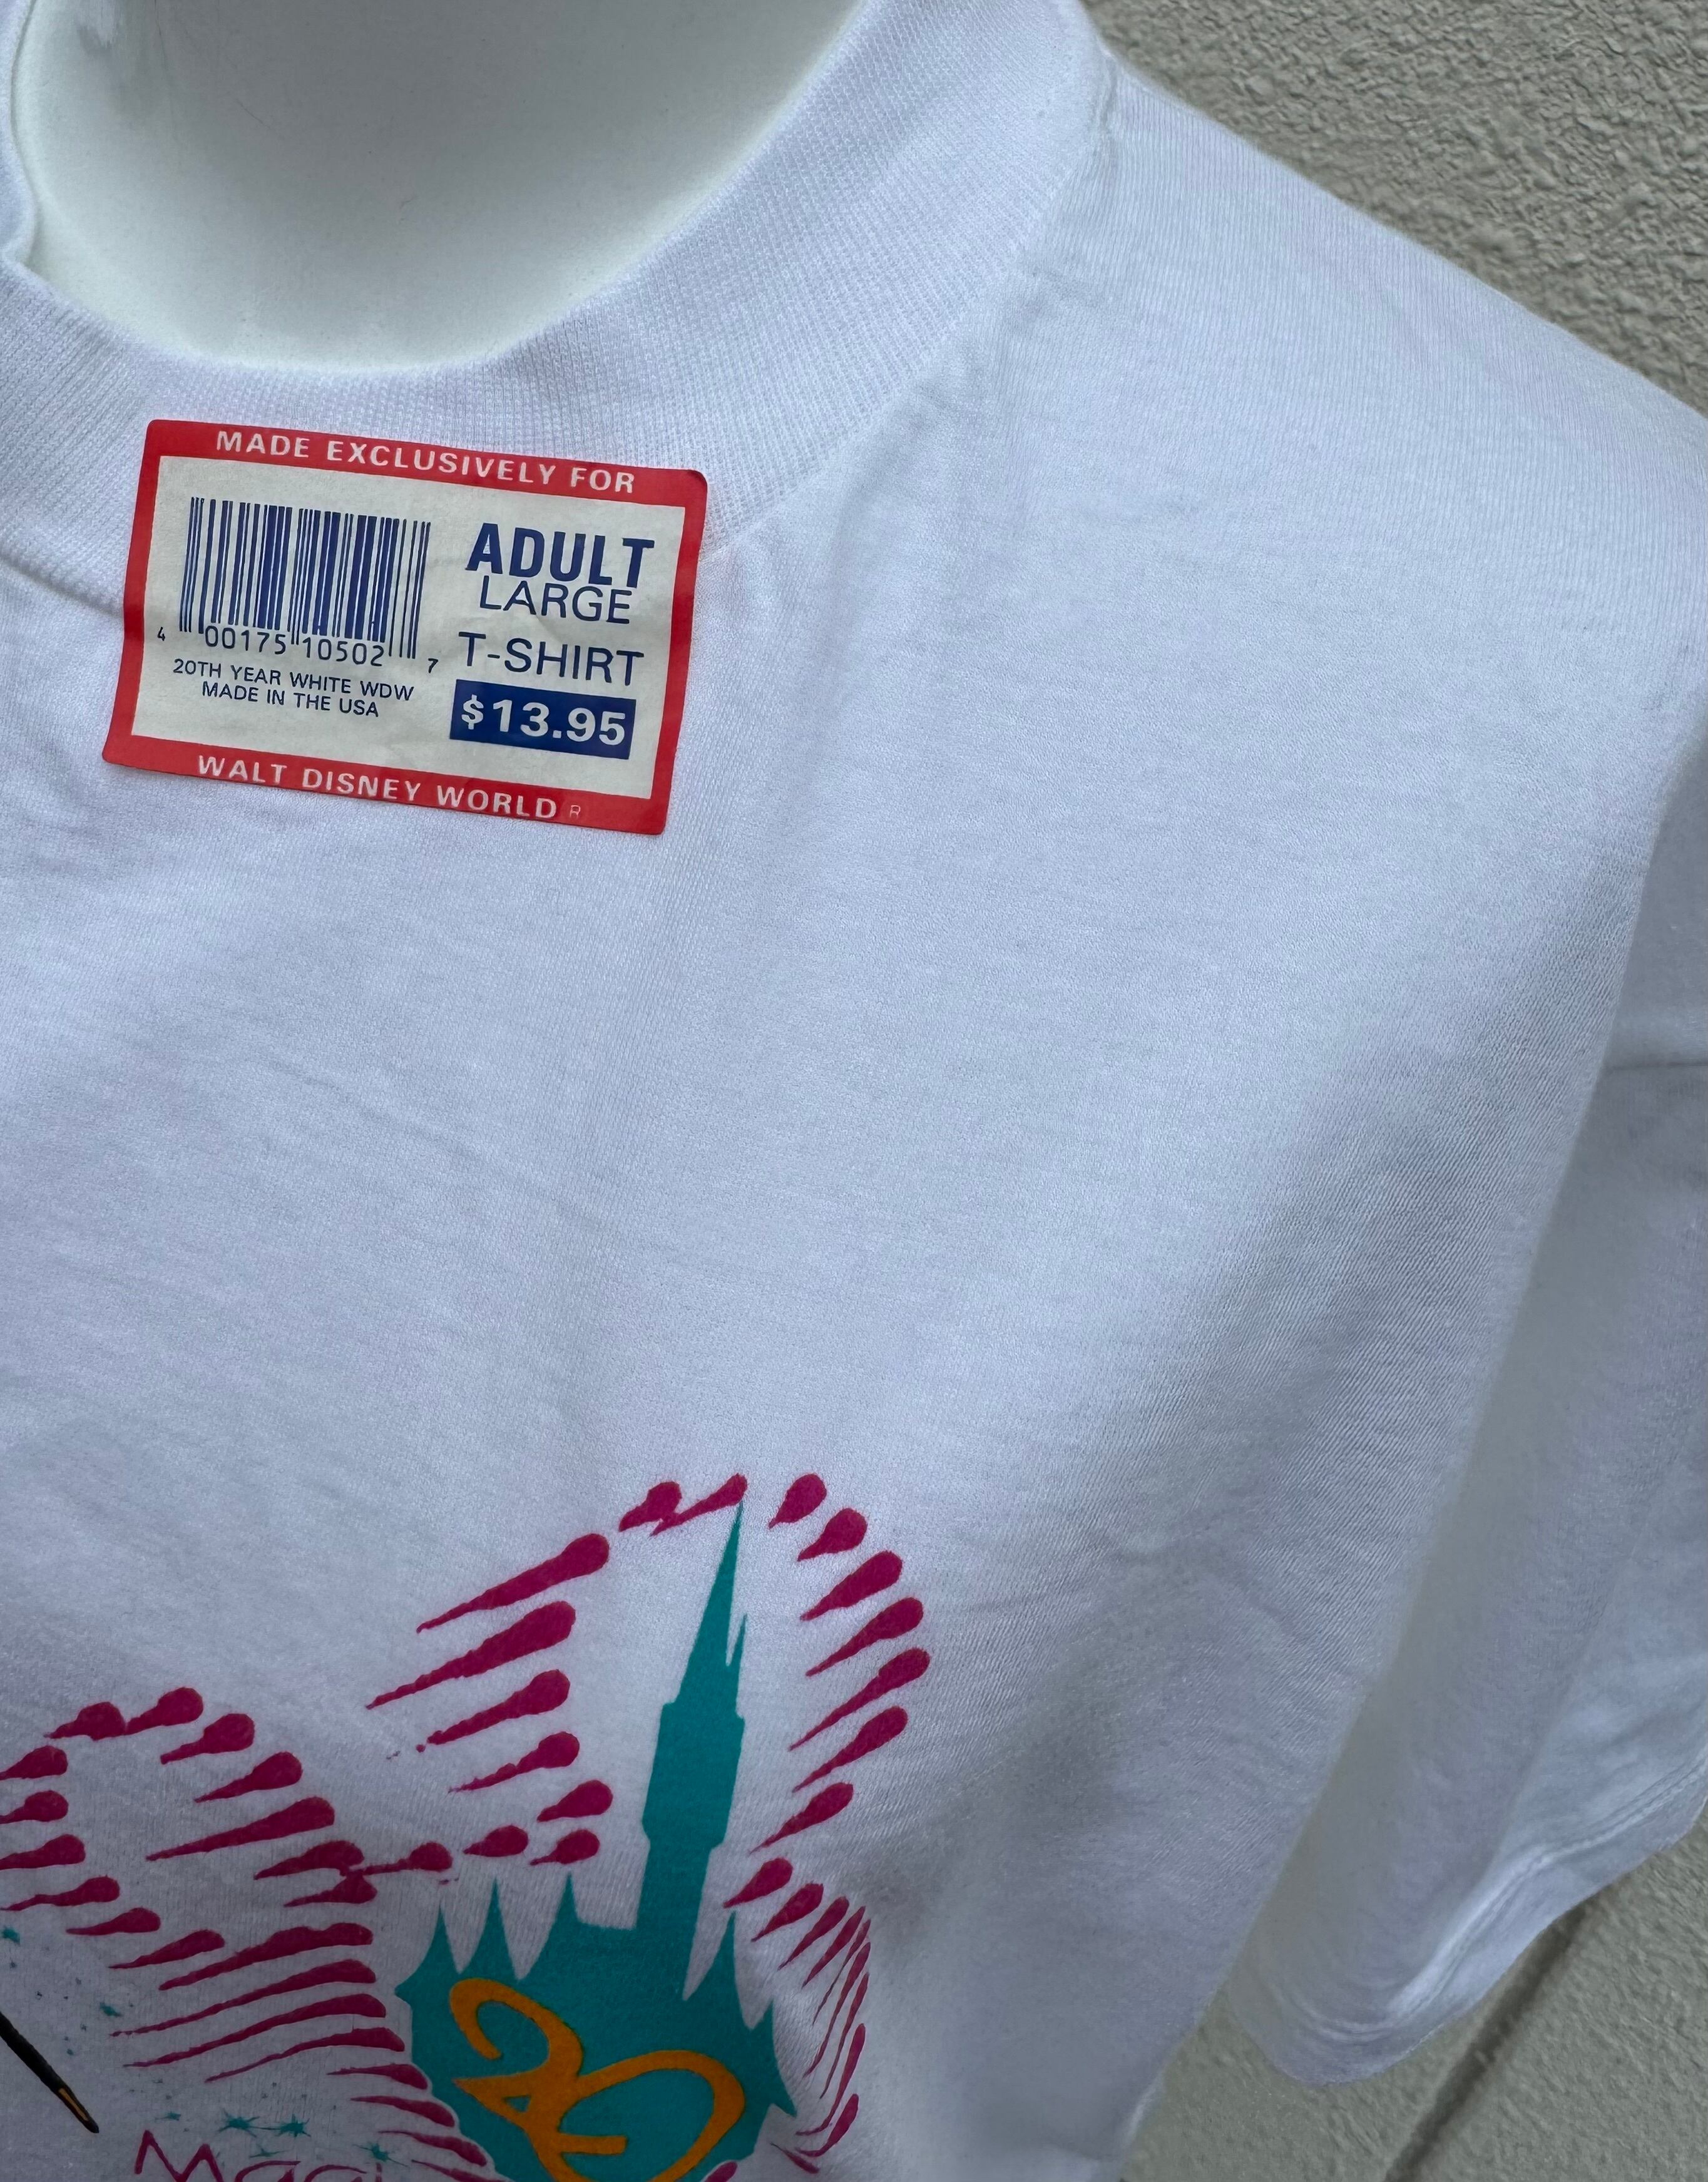 MADE EXCLUSIVELY FOR
ADULT
LARGE
T-SHIRT
$13.95
4 00175 10502 7
20TH YEAR WHITE WDW
MADE IN THE USA
WALT DISNEY WORLD R
20